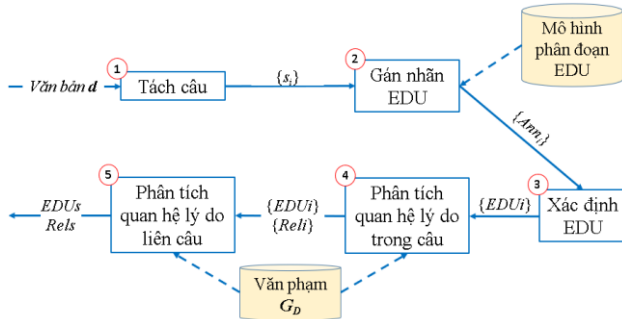 Mô hình
phân đoạn
EDU
1
2
Văn bản d
Tách câu
{sᵢ}
Gán nhãn
EDU
{Annᵢ}
5
4
3
EDUs
Rels
Phân tích
quan hệ lý do
liên câu
{EDUi}
{Reli}
Phân tích
quan hệ lý do
trong câu
{EDUi}
Xác định
EDU
Văn phạm
G_D